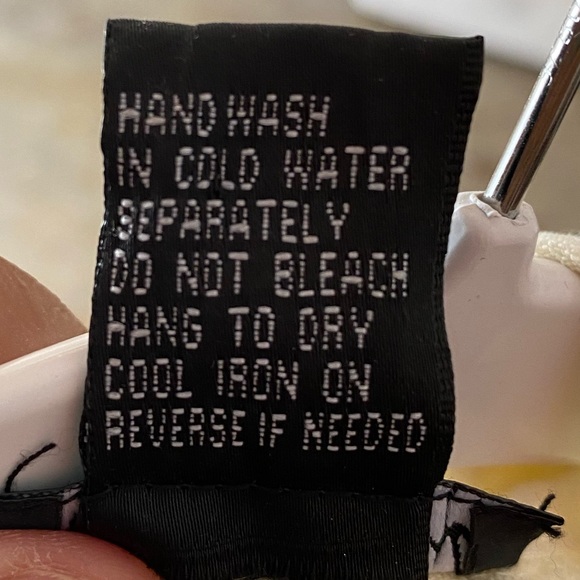 HAND WASH
IN COLD WATER
SEPARATELY
DO NOT BLEACH
HANG TO DRY
COOL IRON ON
REVERSE IF NEEDED